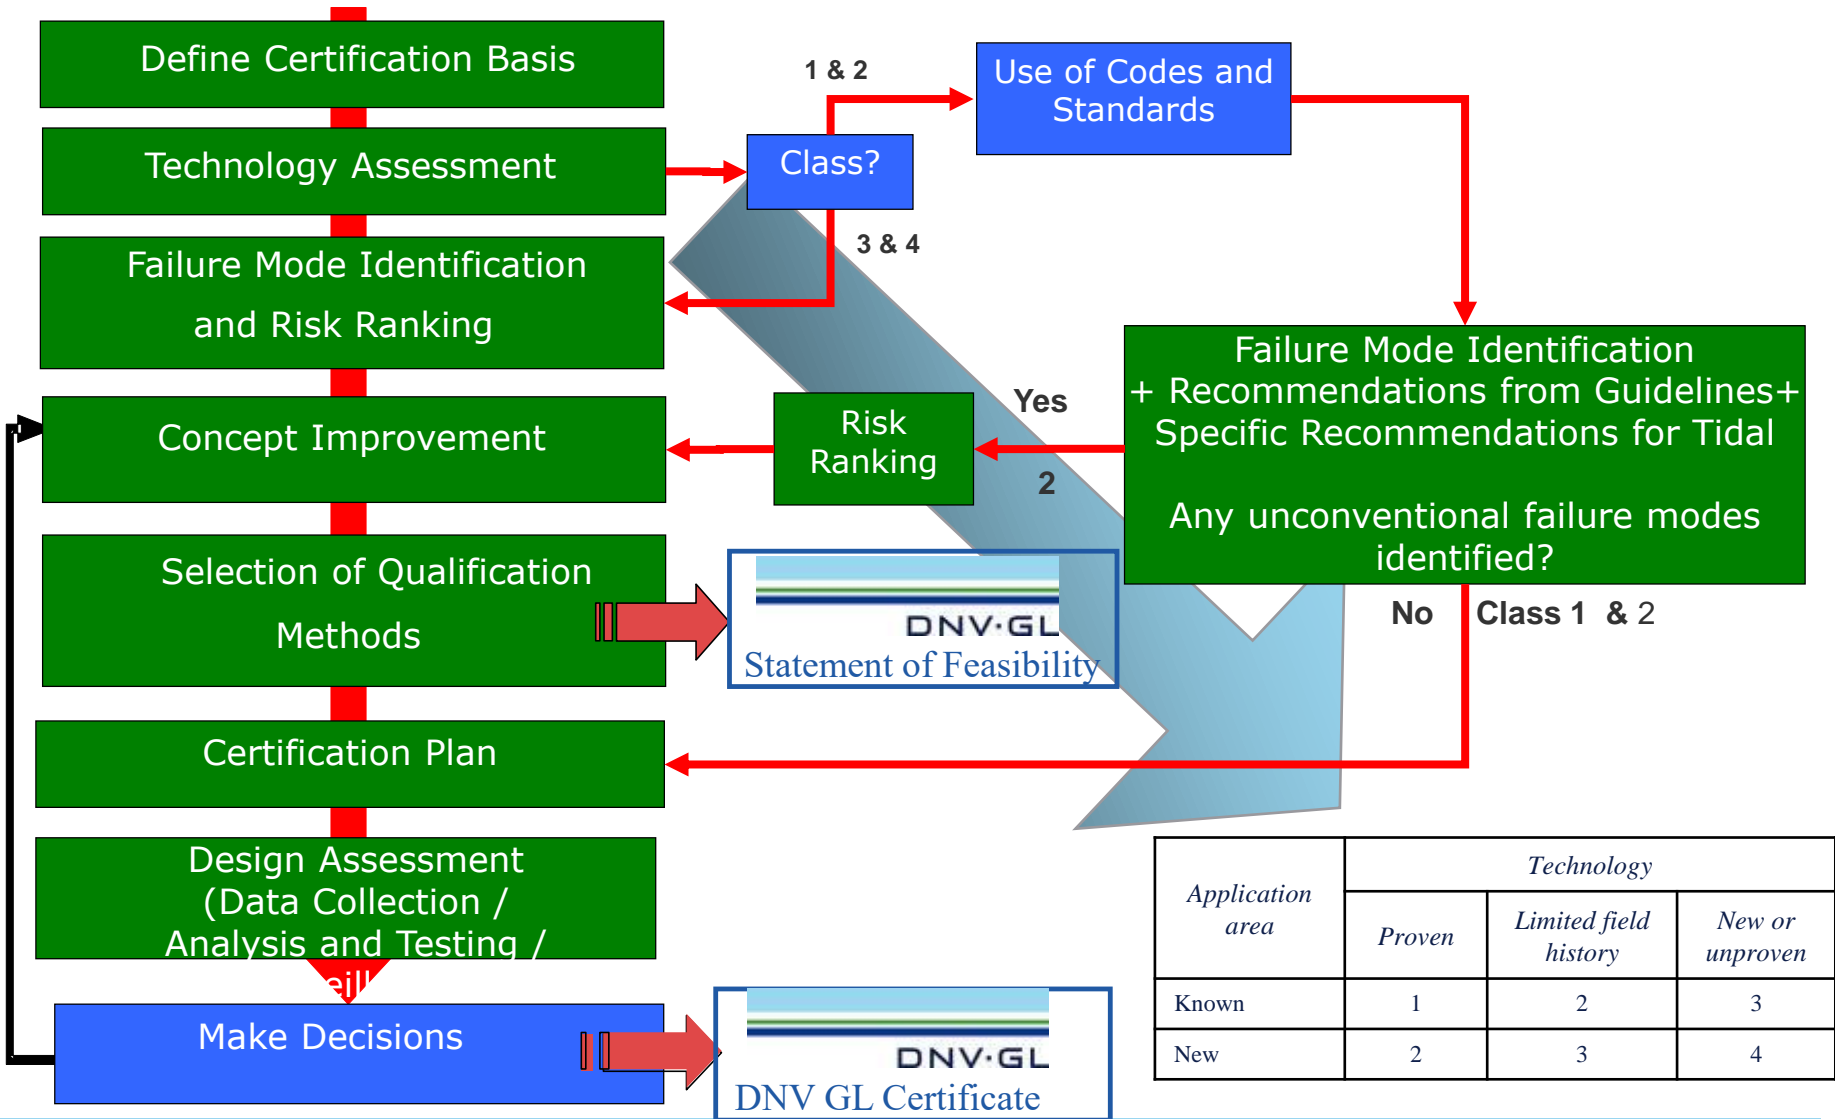 Define Certification Basis
Technology Assessment
Failure Mode Identification
and Risk Ranking
Concept Improvement
Selection of Qualification
Methods
Certification Plan
Design Assessment
(Data Collection /
Analysis and Testing /
Make Decisions
1 & 2
Class?
3 & 4
Use of Codes and
Standards
Failure Mode Identification
+ Recommendations from Guidelines+
Specific Recommendations for Tidal
Any unconventional failure modes
identified?
Yes
2
Risk
Ranking
No Class 1 & 2
DNV·GL
Statement of Feasibility
DNV·GL
DNV GL Certificate
Application
area
Technology
Proven
Limited field
history
New or
unproven
Known 1 2 3
New 2 3 4